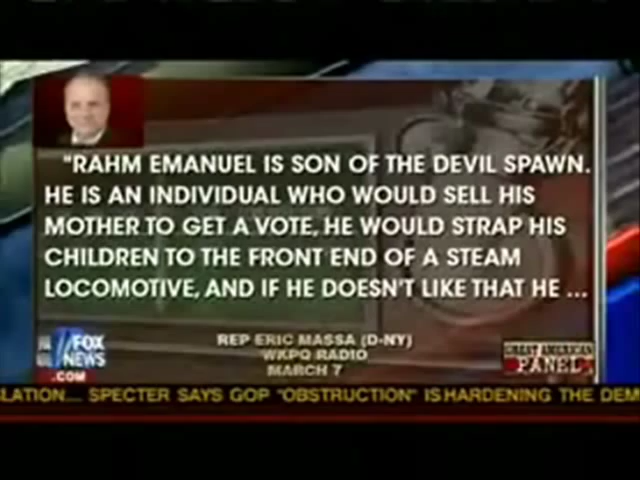 "RAHM EMANUEL IS SON OF THE DEVIL SPAWN.
HE IS AN INDIVIDUAL WHO WOULD SELL HIS
MOTHER TO GET A VOTE, HE WOULD STRAP HIS
CHILDREN TO THE FRONT END OF A STEAM
LOCOMOTIVE, AND IF HE DOESN'T LIKE THAT HE ...
REP ERIC MASSA (D-NY)
WKPQ RADIO
MARCH 7
FOX
NEWS
.COM
GREAT AMERICAN
PANEL
LATION... SPECTER SAYS GOP "OBSTRUCTION" IS HARDENING THE DEM